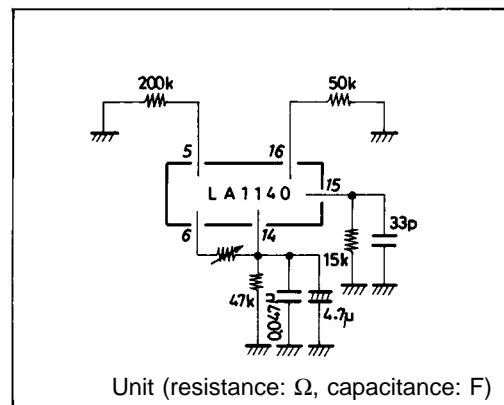 200k
50k
5
16
LA1140
15
6
14
33p
15k
47k
0.047μ
4.7μ
Unit (resistance: Ω, capacitance: F)